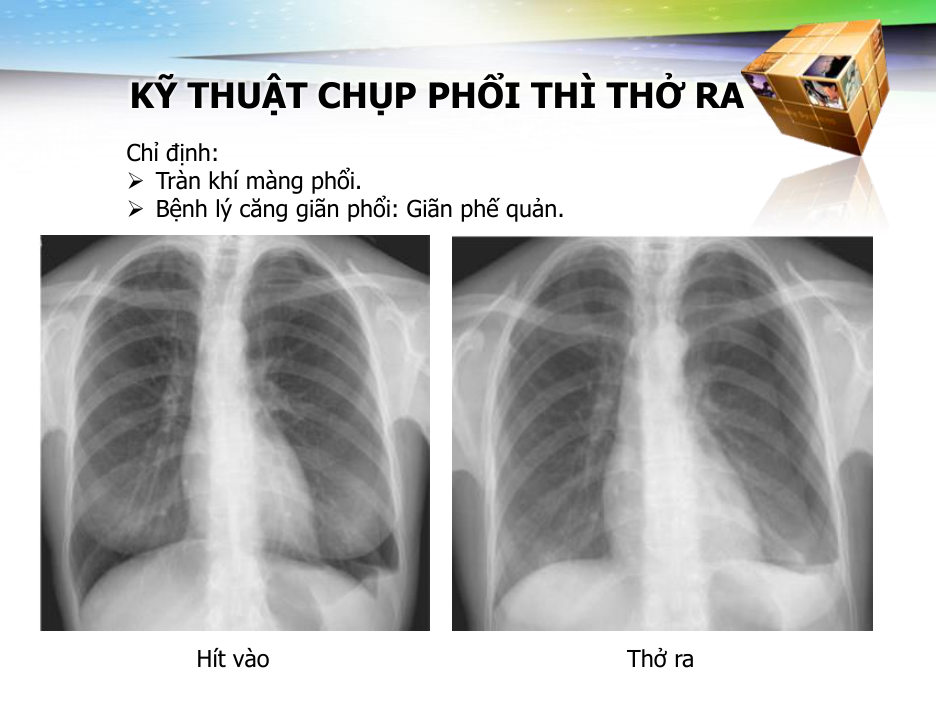 KỸ THUẬT CHỤP PHỔI THÌ THỞ RA
Chỉ định:
➢ Tràn khí màng phổi.
➢ Bệnh lý căng giãn phổi: Giãn phế quản.
Hít vào
Thở ra